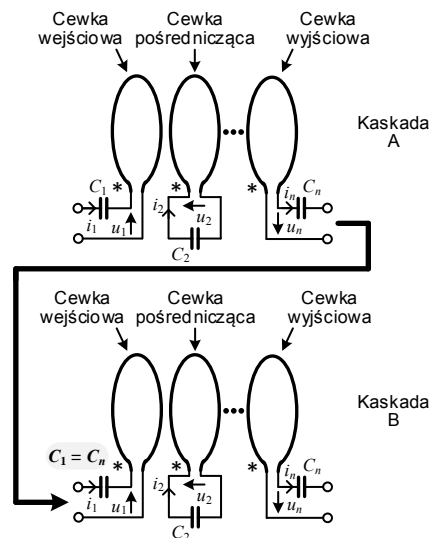 Cewka wejściowa
Cewka pośrednicząca
Cewka wyjściowa
Kaskada A
* C1 i1 u1
* i2 u2 C2
* in Cn un
Cewka wejściowa
Cewka pośrednicząca
Cewka wyjściowa
Kaskada B
C1 = Cn
* i1 u1
* i2 u2 C2
* in Cn un